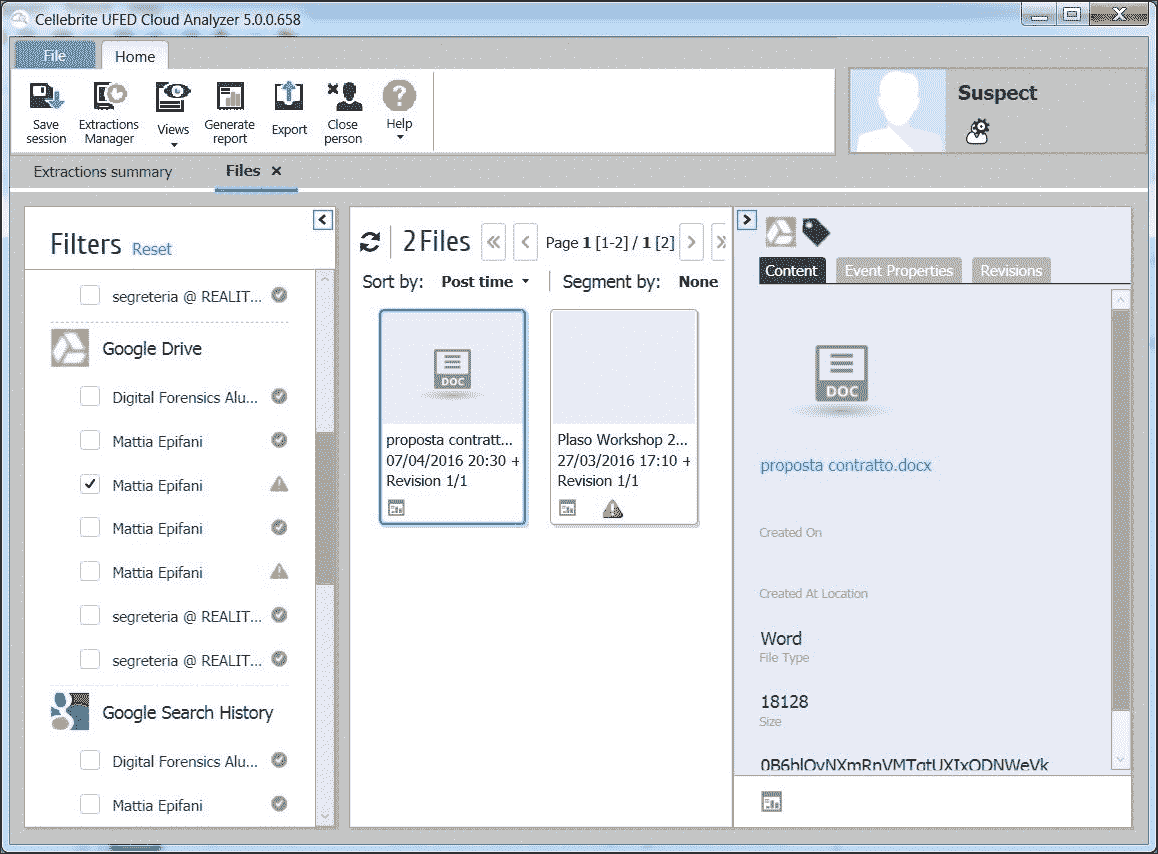 Cellebrite UFED Cloud Analyzer 5.0.0.658
File
Home
Save
session
Extractions
Manager
Views
Generate
report
Export
Close
person
Help
Suspect
Extractions summary
Files
Filters Reset
segreteria @ REALIT...
Google Drive
Digital Forensics Alu...
Mattia Epifani
Mattia Epifani
Mattia Epifani
Mattia Epifani
segreteria @ REALIT...
segreteria @ REALIT...
Google Search History
Digital Forensics Alu...
Mattia Epifani
2 Files
Page 1 [1-2] / 1 [2]
Sort by: Post time
Segment by: None
DOC
proposta contratt...
07/04/2016 20:30 +
Revision 1/1
Plaso Workshop 2...
27/03/2016 17:10 +
Revision 1/1
Content
Event Properties
Revisions
DOC
proposta contratto.docx
Created On
Created At Location
Word
File Type
18128
Size